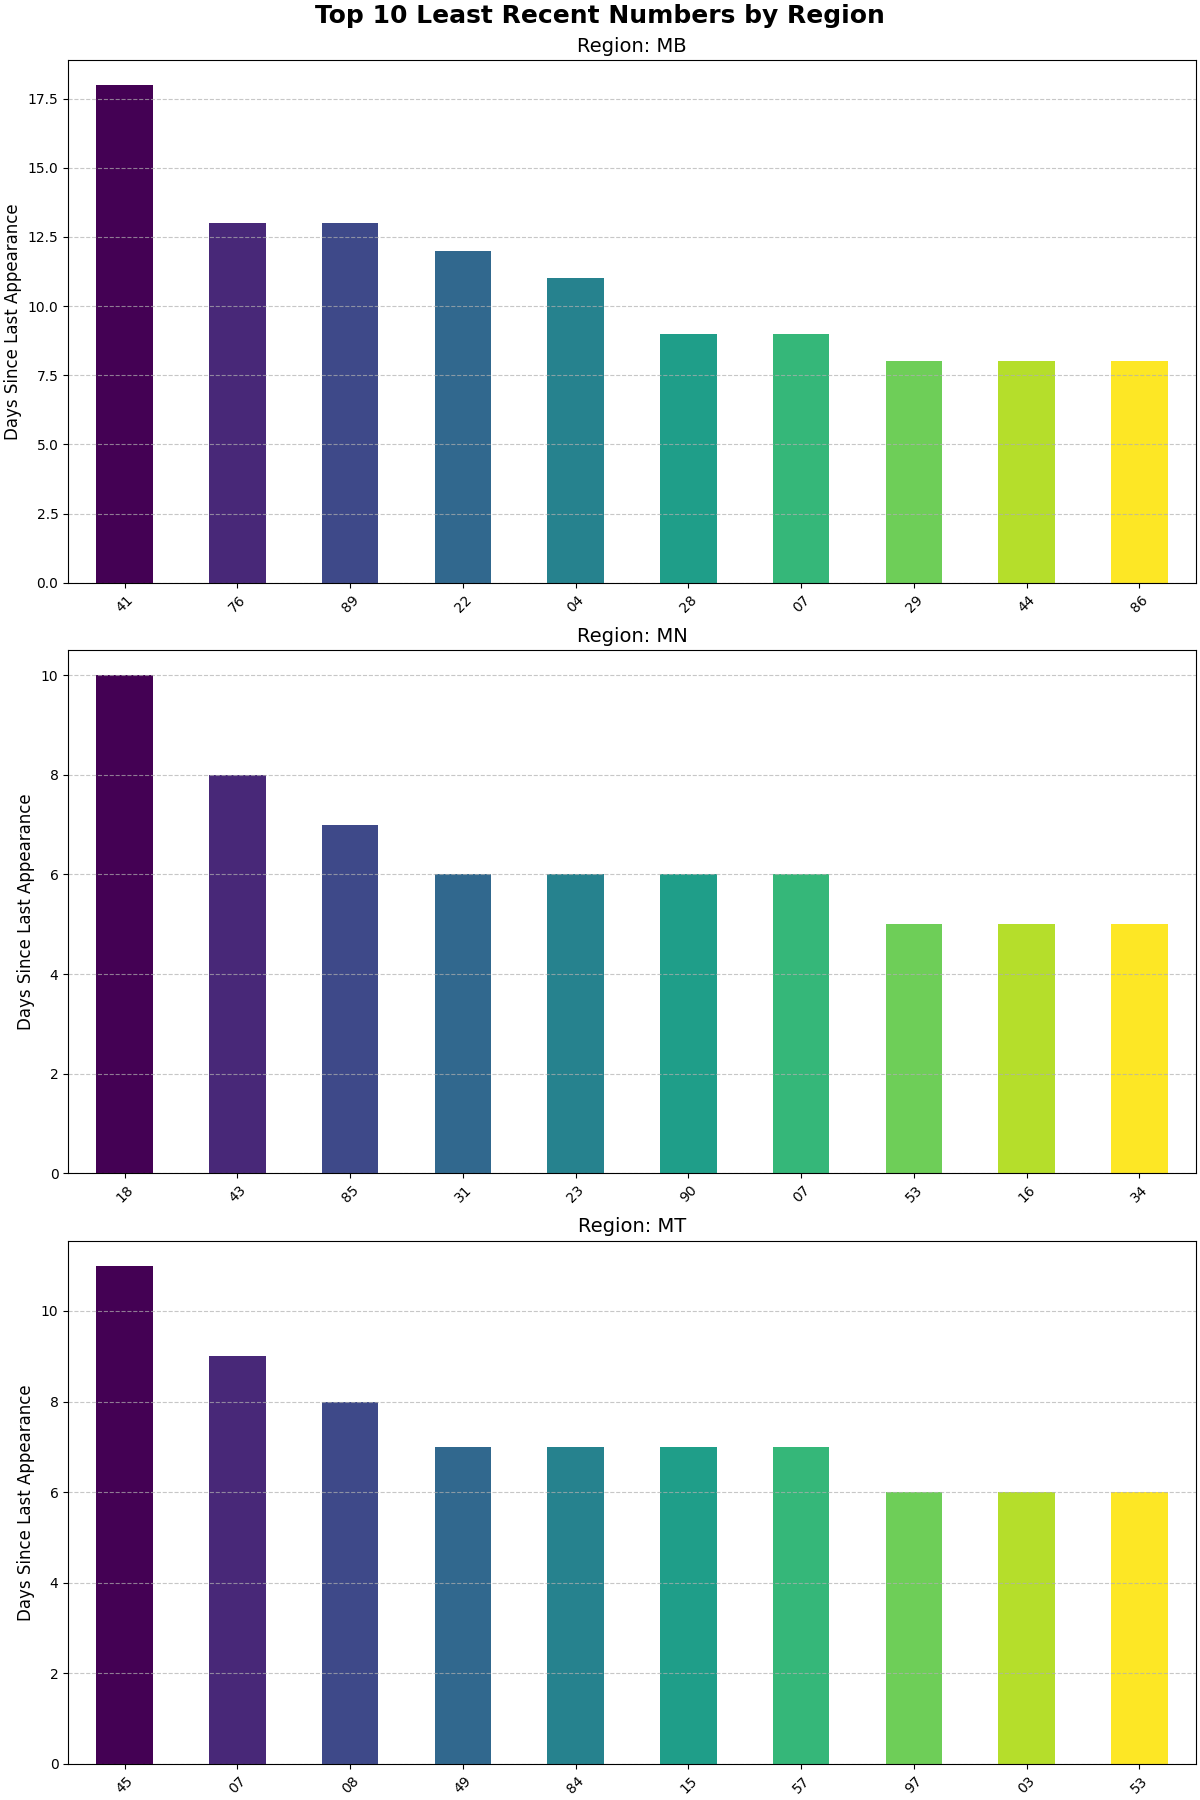 Top 10 Least Recent Numbers by Region
Region: MB
Days Since Last Appearance
17.5
15.0
12.5
10.0
7.5
5.0
2.5
0.0
41 76 89 22 04 28 07 29 44 86
Region: MN
Days Since Last Appearance
10
8
6
4
2
0
18 43 85 31 23 90 07 53 16 34
Region: MT
Days Since Last Appearance
10
8
6
4
2
0
45 07 08 49 84 15 57 97 03 53